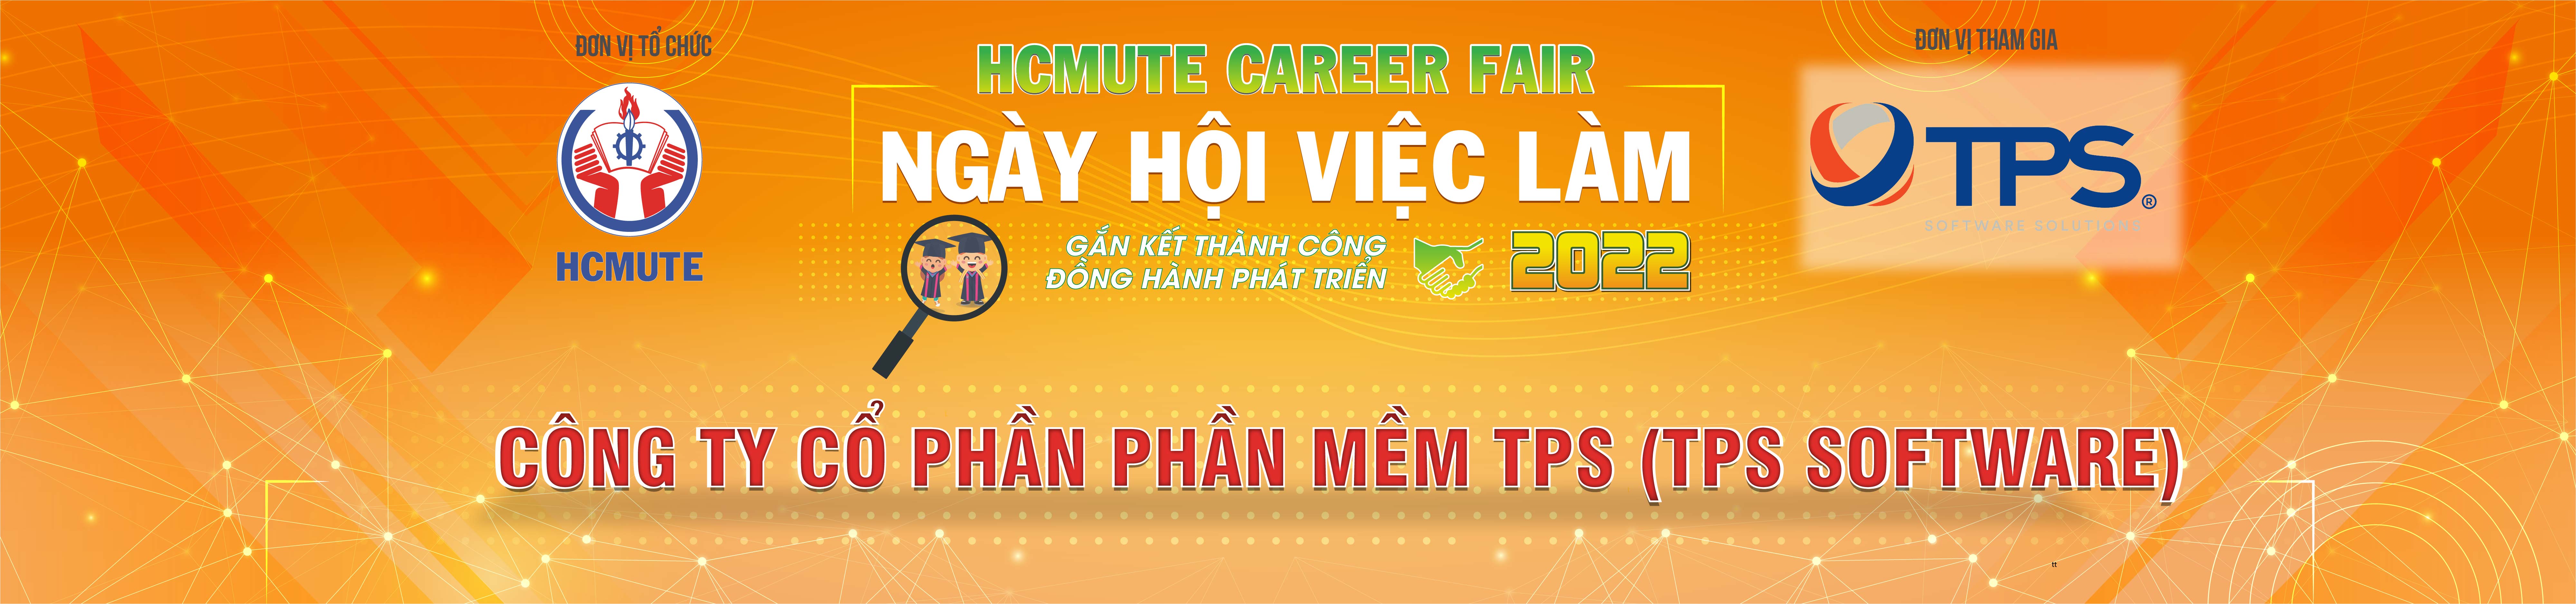 ĐƠN VỊ TỔ CHỨC
HCMUTE
HCMUTE CAREER FAIR
NGÀY HỘI VIỆC LÀM
GẮN KẾT THÀNH CÔNG
ĐỒNG HÀNH PHÁT TRIỂN
2022
ĐƠN VỊ THAM GIA
TPS®
SOFTWARE SOLUTIONS
CÔNG TY CỔ PHẦN PHẦN MỀM TPS (TPS SOFTWARE)
tt